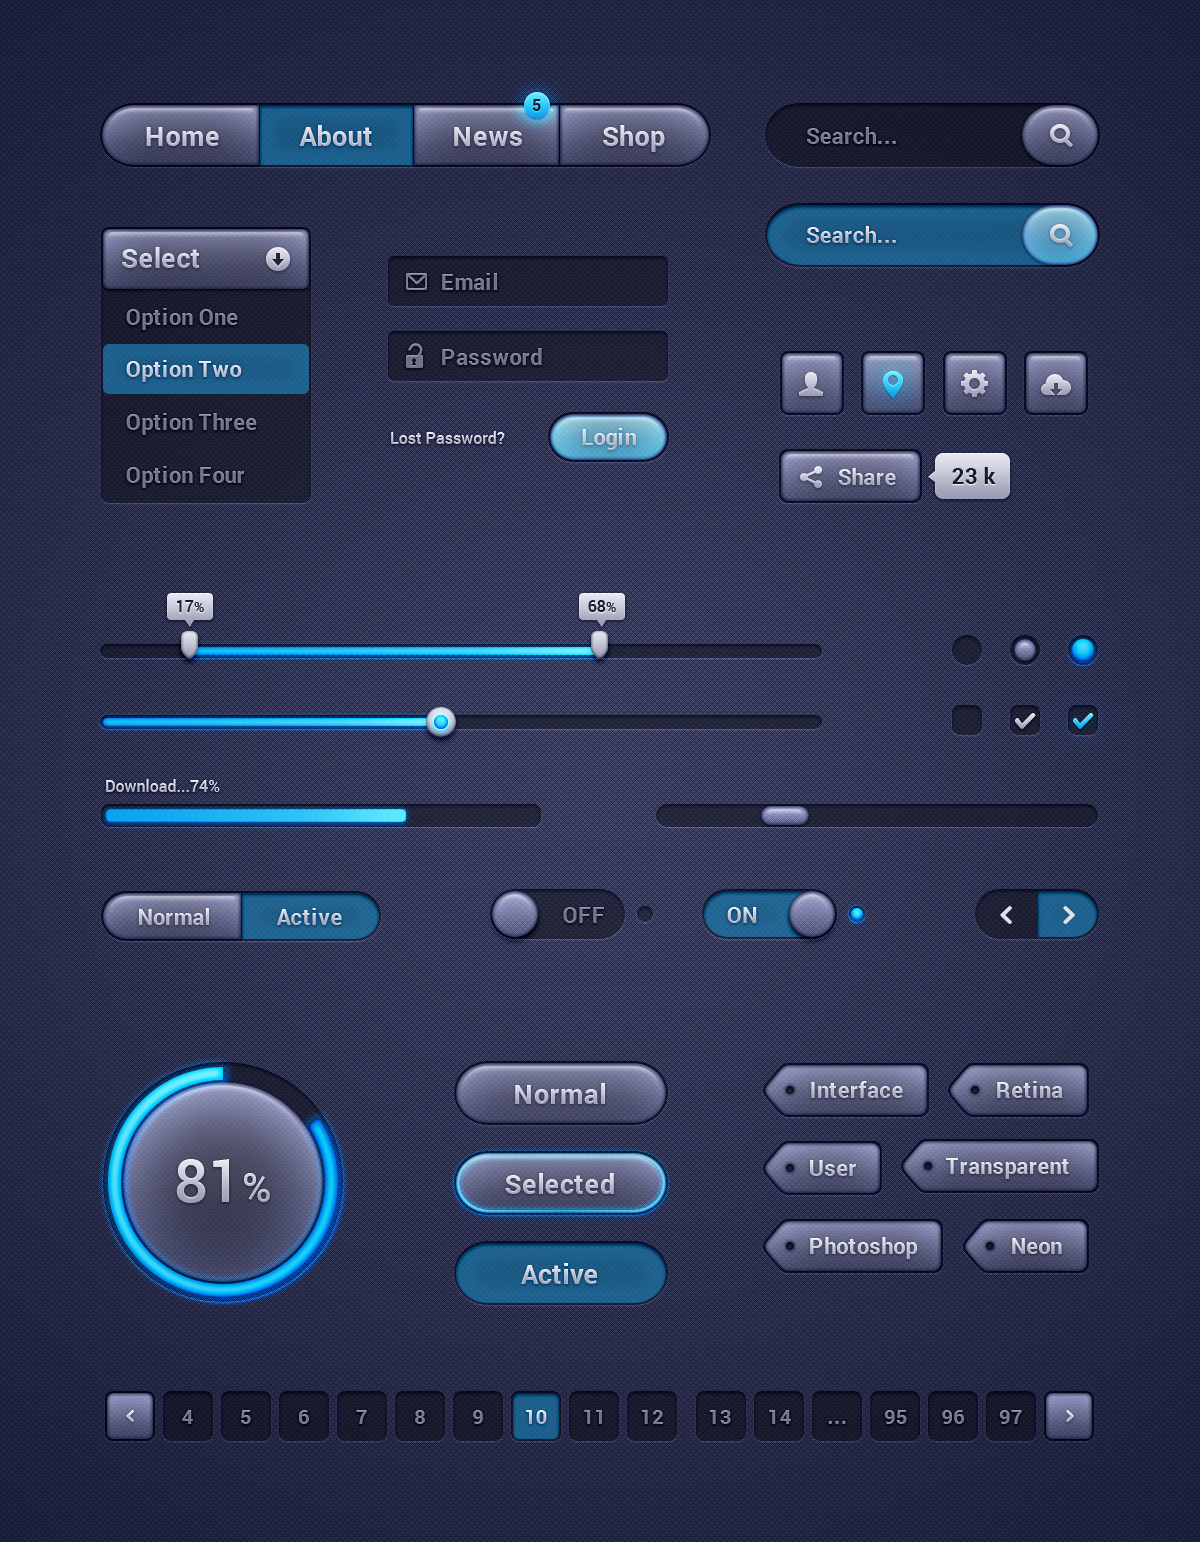 Home About News 5 Shop
Search...
Search...
Select
Option One
Option Two
Option Three
Option Four
Email
Password
Lost Password? Login
Share 23 k
17% 68%
Download...74%
Normal Active
OFF
ON
81%
Normal
Selected
Active
Interface Retina
User Transparent
Photoshop Neon
4 5 6 7 8 9 10 11 12 13 14 ... 95 96 97